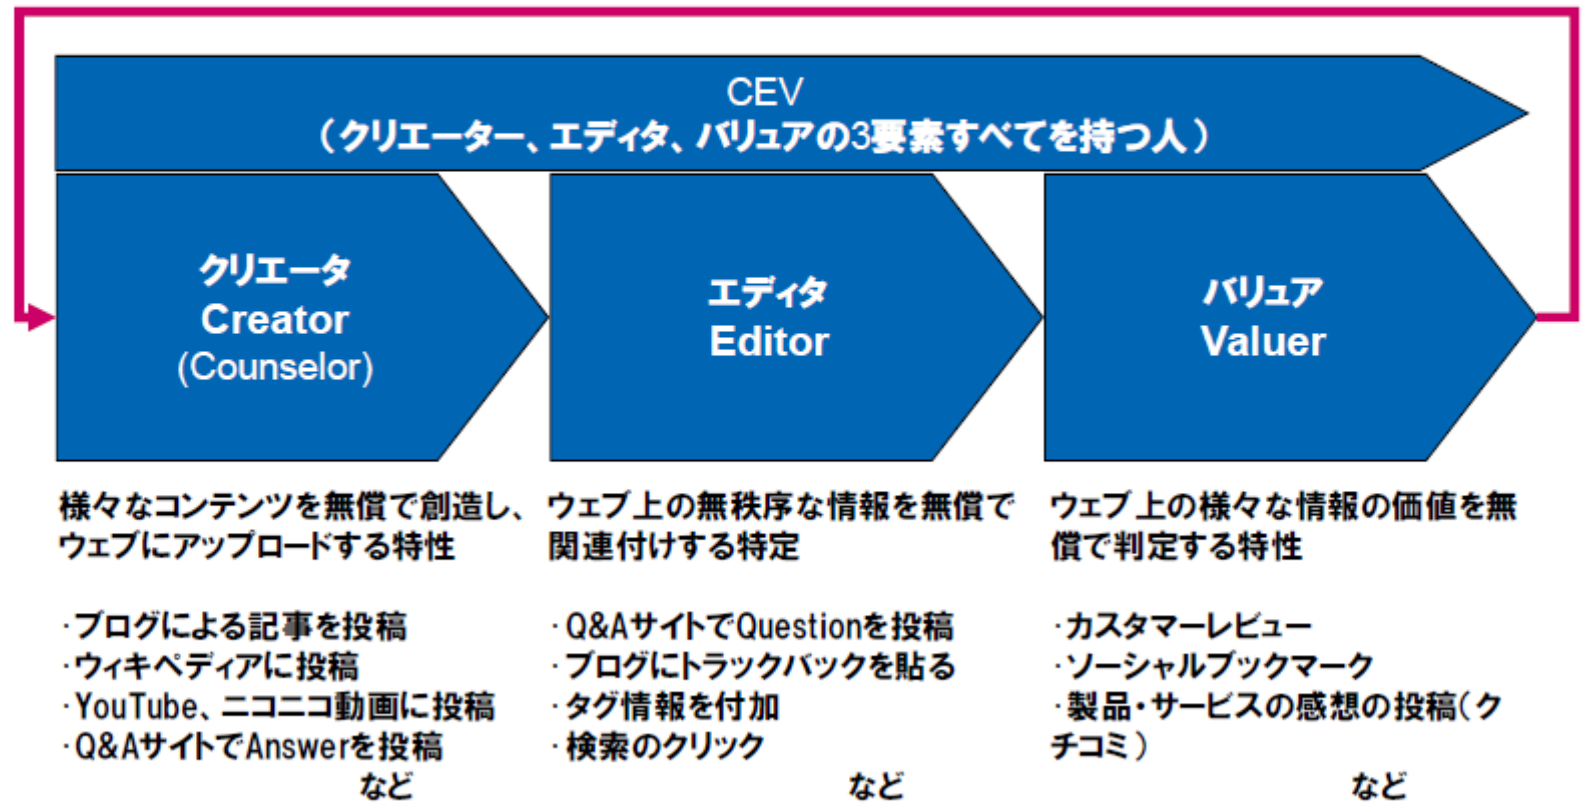 CEV
（クリエーター、エディタ、バリュアの3要素すべてを持つ人）
クリエータ
Creator
(Counselor)
エディタ
Editor
バリュア
Valuer
様々なコンテンツを無償で創造し、
ウェブにアップロードする特性
・ブログによる記事を投稿
・ウィキペディアに投稿
・YouTube、ニコニコ動画に投稿
・Q&AサイトでAnswerを投稿
など
ウェブ上の無秩序な情報を無償で
関連付けする特定
・Q&AサイトでQuestionを投稿
・ブログにトラックバックを貼る
・タグ情報を付加
・検索のクリック
など
ウェブ上の様々な情報の価値を無
償で判定する特性
・カスタマーレビュー
・ソーシャルブックマーク
・製品・サービスの感想の投稿（ク
チコミ）
など